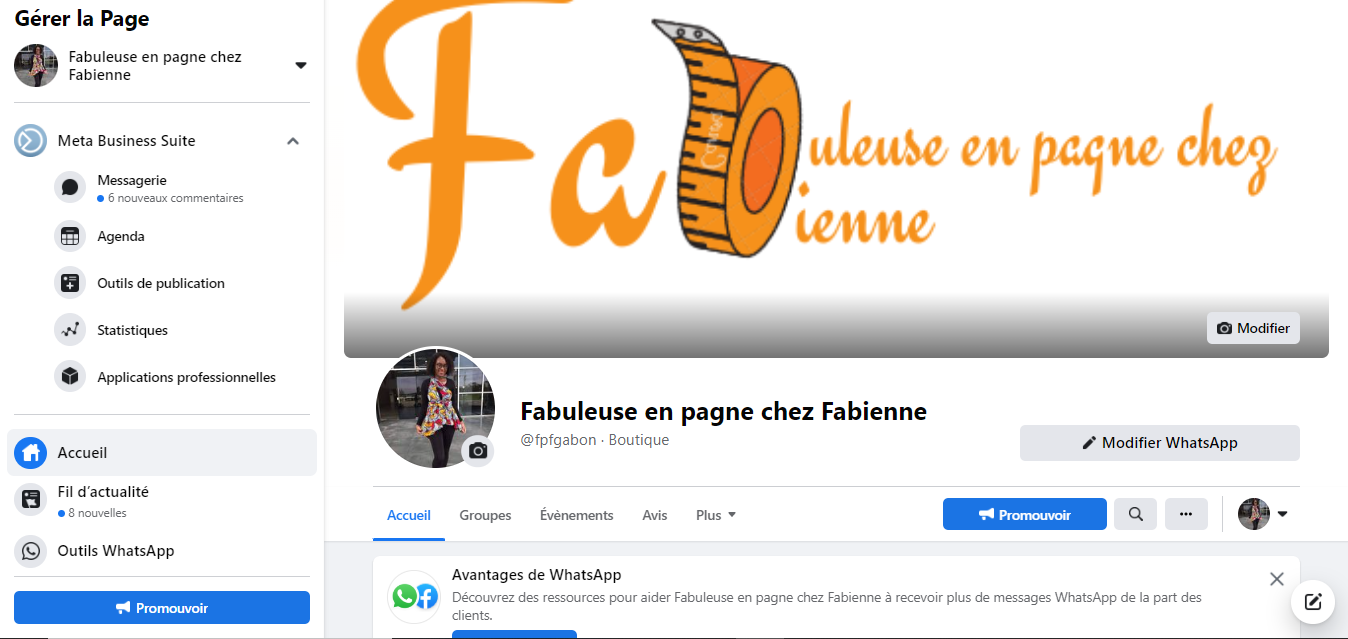 Gérer la Page
Fabuleuse en pagne chez
Fabienne
Meta Business Suite
Messagerie
6 nouveaux commentaires
Agenda
Outils de publication
Statistiques
Applications professionnelles
Accueil
Fil d’actualité
8 nouvelles
Outils WhatsApp
Promouvoir
Fabuleuse en pagne chez
ienne
Modifier
Fabuleuse en pagne chez Fabienne
@fpfgabon · Boutique
Modifier WhatsApp
Accueil Groupes Évènements Avis Plus
Promouvoir
Avantages de WhatsApp
Découvrez des ressources pour aider Fabuleuse en pagne chez Fabienne à recevoir plus de messages WhatsApp de la part des
clients.